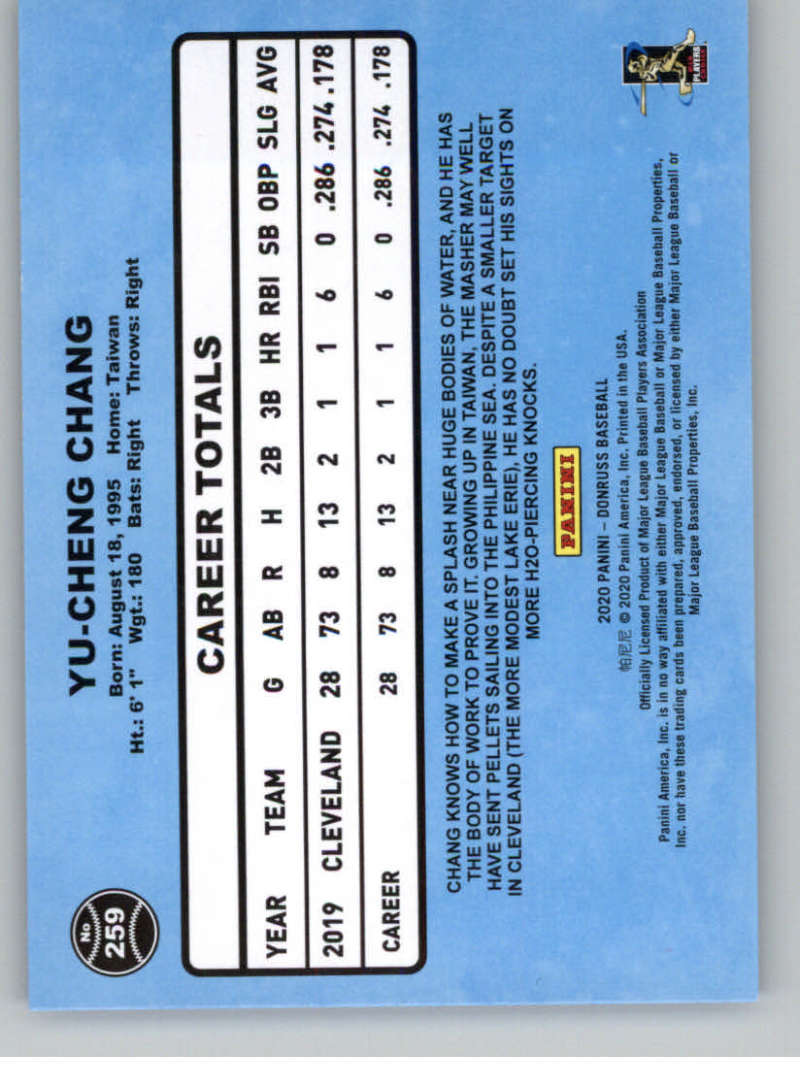 No
259
YU-CHENG CHANG
Born: August 18, 1995 Home: Taiwan
Ht.: 6' 1" Wgt.: 180 Bats: Right Throws: Right
CAREER TOTALS
YEAR TEAM G AB R H 2B 3B HR RBI SB OBP SLG AVG
2019 CLEVELAND 28 73 8 13 2 1 1 6 0 .286 .274 .178
CAREER 28 73 8 13 2 1 1 6 0 .286 .274 .178
CHANG KNOWS HOW TO MAKE A SPLASH NEAR HUGE BODIES OF WATER, AND HE HAS
THE BODY OF WORK TO PROVE IT. GROWING UP IN TAIWAN, THE MASHER MAY WELL
HAVE SENT PELLETS SAILING INTO THE PHILIPPINE SEA. DESPITE A SMALLER TARGET
IN CLEVELAND (THE MORE MODEST LAKE ERIE), HE HAS NO DOUBT SET HIS SIGHTS ON
MORE H2O-PIERCING KNOCKS.
PANINI
2020 PANINI – DONRUSS BASEBALL
帕尼尼 © 2020 Panini America, Inc. Printed in the USA.
Officially Licensed Product of Major League Baseball Players Association
Panini America, Inc. is in no way affiliated with either Major League Baseball or Major League Baseball Properties,
Inc. nor have these trading cards been prepared, approved, endorsed, or licensed by either Major League Baseball or
Major League Baseball Properties, Inc.
PLAYERS